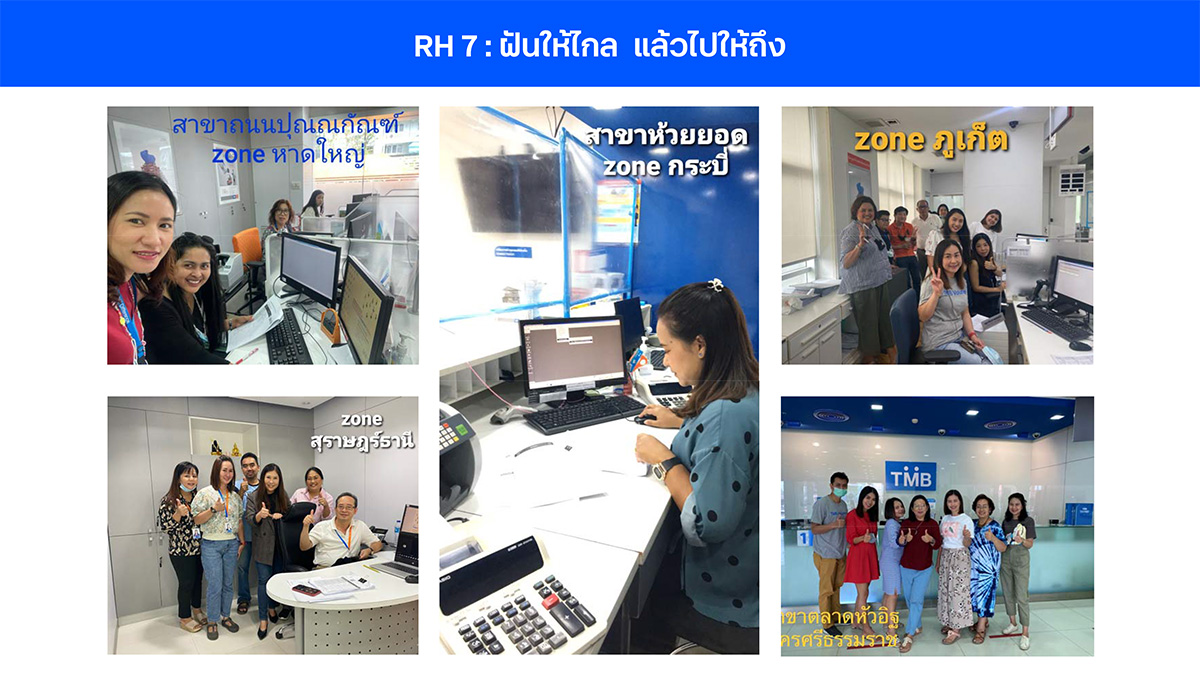 RH 7 : ฝันให้ไกล แล้วไปให้ถึง
สาขาถนนปุณณกัณฑ์
zone หาดใหญ่
สาขาห้วยยอด
zone กระบี่
zone ภูเก็ต
zone
สุราษฎร์ธานี
TMB
1
ขาตลาดหัวอิฐ
ครศรีธรรมราช